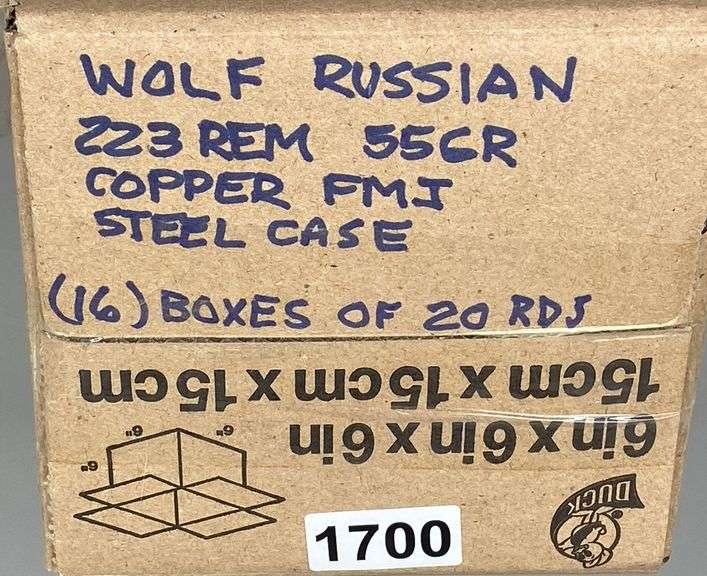 WOLF RUSSIAN
223 REM 55GR
COPPER FMJ
STEEL CASE
(16) BOXES OF 20 RDS
15cm x 15cm x 15cm
6in x 6in x 6in
6" 6" 6"
DUCK ®
1700